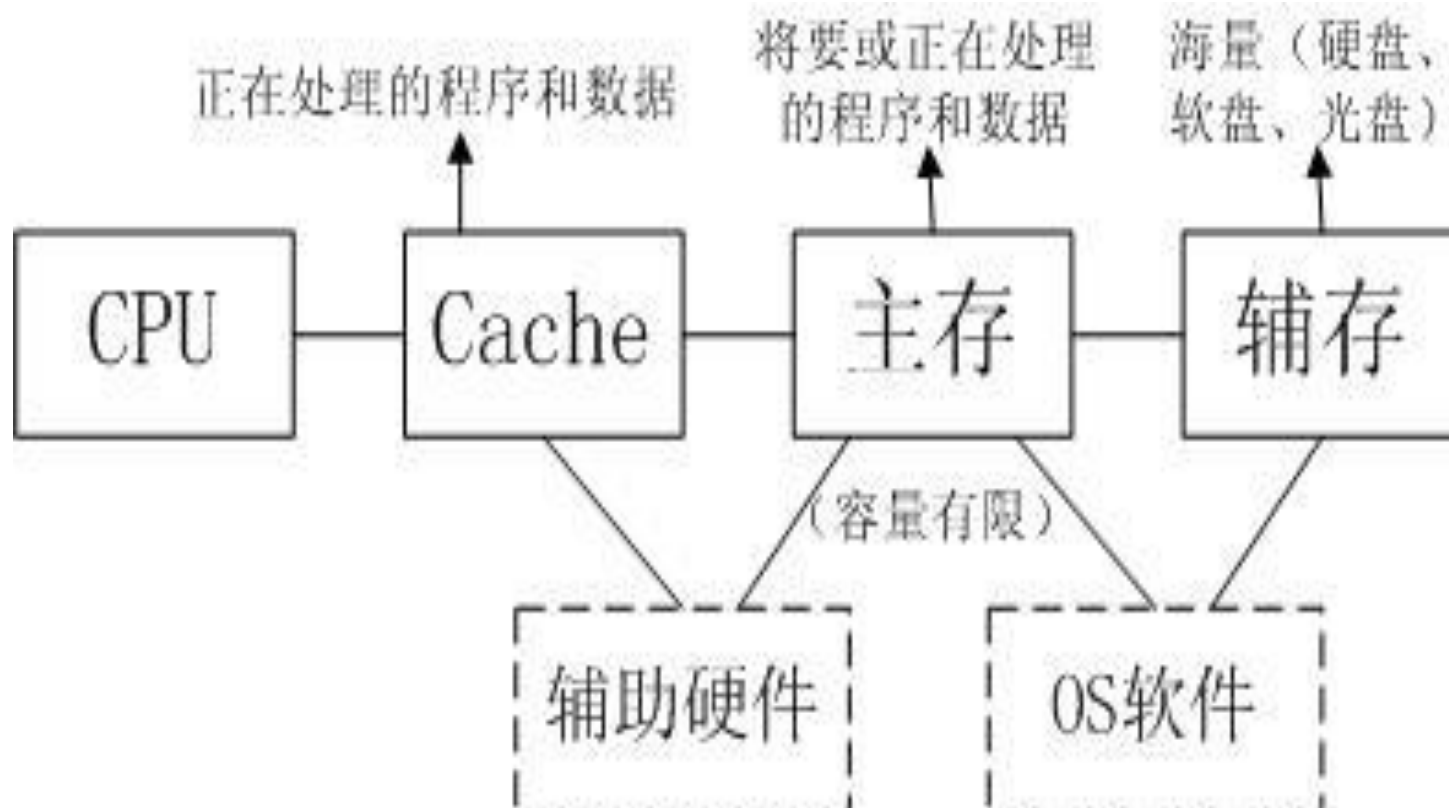 正在处理的程序和数据
将要或正在处理
的程序和数据
海量（硬盘、
软盘、光盘）
CPU
Cache
主存
辅存
（容量有限）
辅助硬件
OS软件